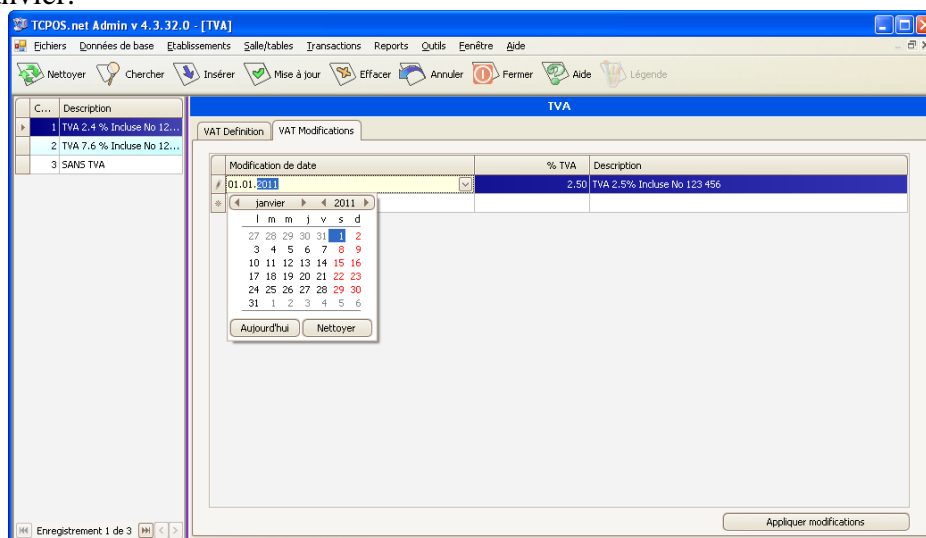 nvier.
TCPOS.net Admin v 4.3.32.0 - [TVA]
Fichiers Données de base Etablissements Salle/tables Transactions Reports Outils Fenêtre Aide
Nettoyer Chercher Insérer Mise à jour Effacer Annuler Fermer Aide Légende
C... Description
1 TVA 2.4 % Incluse No 12...
2 TVA 7.6 % Incluse No 12...
3 SANS TVA
TVA
VAT Definition VAT Modifications
Modification de date % TVA Description
01.01.2011 2.50 TVA 2.5% Incluse No 123 456
janvier 2011
l m m j v s d
27 28 29 30 31 1 2
3 4 5 6 7 8 9
10 11 12 13 14 15 16
17 18 19 20 21 22 23
24 25 26 27 28 29 30
31 1 2 3 4 5 6
Aujourd'hui Nettoyer
Appliquer modifications
Enregistrement 1 de 3